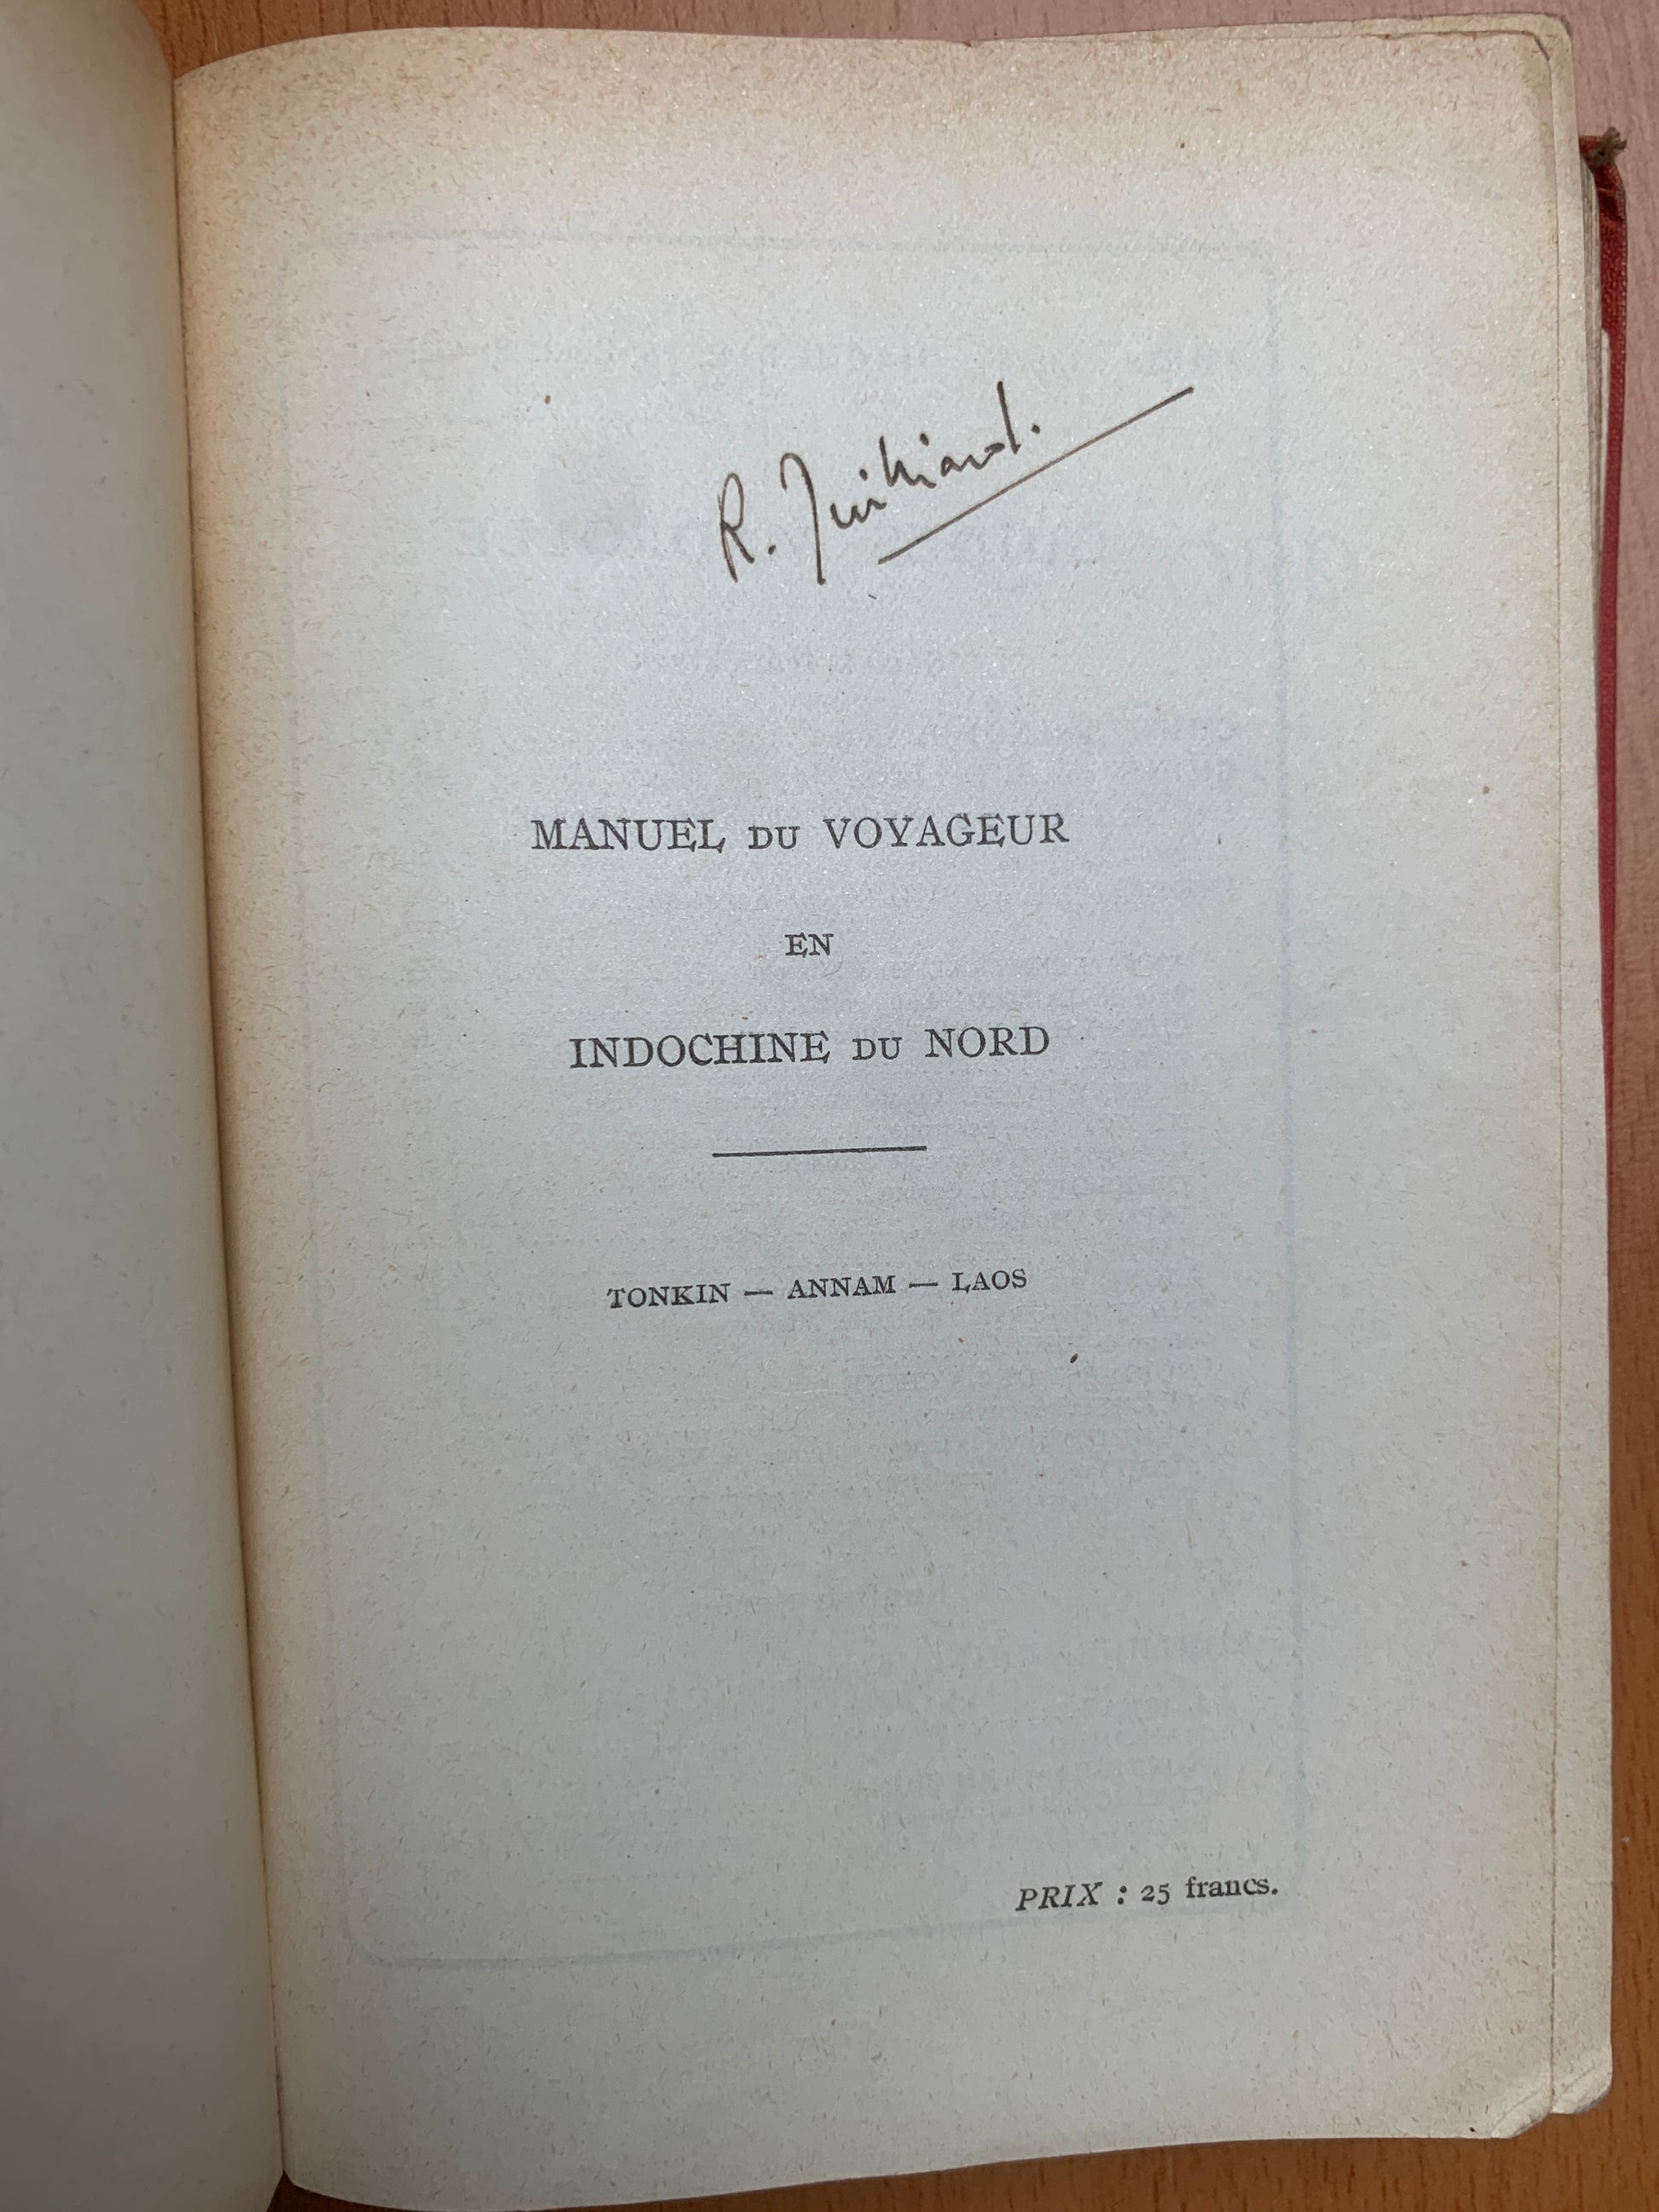 R.
MANUEL DU VOYAGEUR
EN
INDOCHINE DU NORD
TONKIN — ANNAM — LAOS
PRIX : 25 francs.